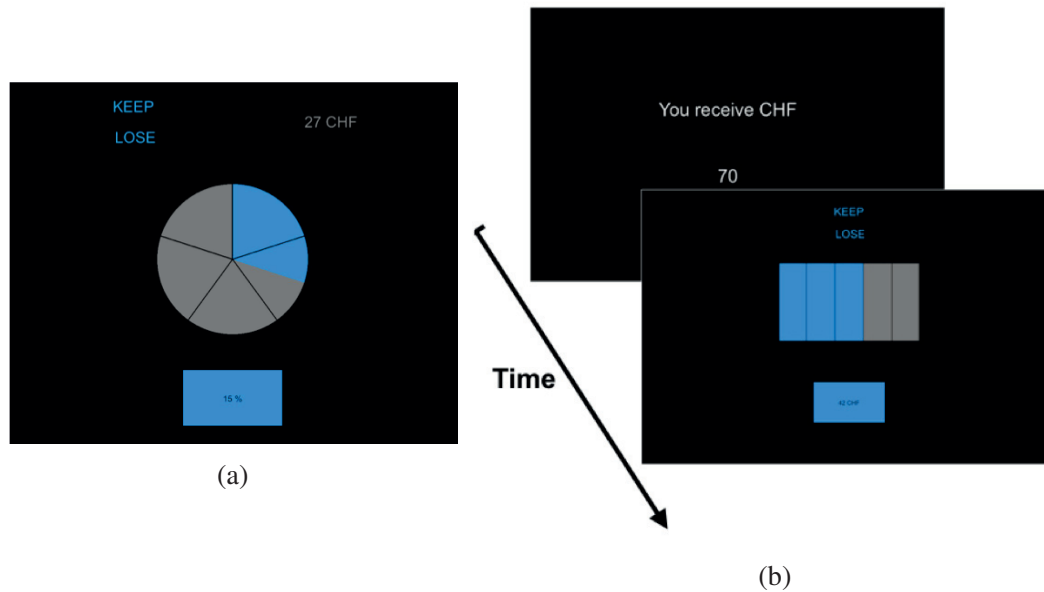 KEEP
LOSE
27 CHF
15 %
(a)
You receive CHF
70
KEEP
LOSE
42 CHF
Time
(b)